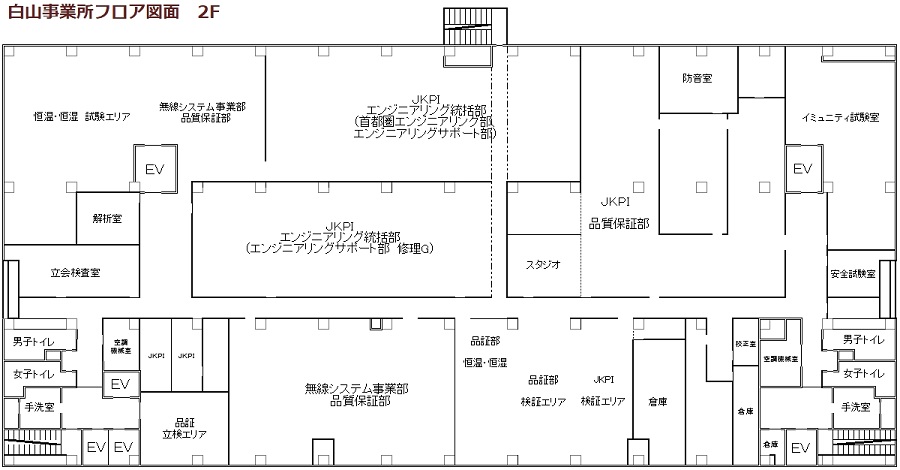 白山事業所フロア図面　2F
恒温・恒湿 試験エリア
無線システム事業部
品質保証部
JKPI
エンジニアリング統括部
(首都圏エンジニアリング部
エンジニアリングサポート部)
防音室
イミュニティ試験室
EV
EV
解析室
JKPI
エンジニアリング統括部
(エンジニアリングサポート部 修理G)
JKPI
品質保証部
スタジオ
立会検査室
安全試験室
男子トイレ
空調
機械室
JKPI
JKPI
品証部
恒温・恒湿
校正室
空調機械室
男子トイレ
女子トイレ
EV
無線システム事業部
品質保証部
品証部
検証エリア
JKPI
検証エリア
倉庫
女子トイレ
手洗室
品証
立検エリア
倉庫
手洗室
EV
EV
倉庫
EV